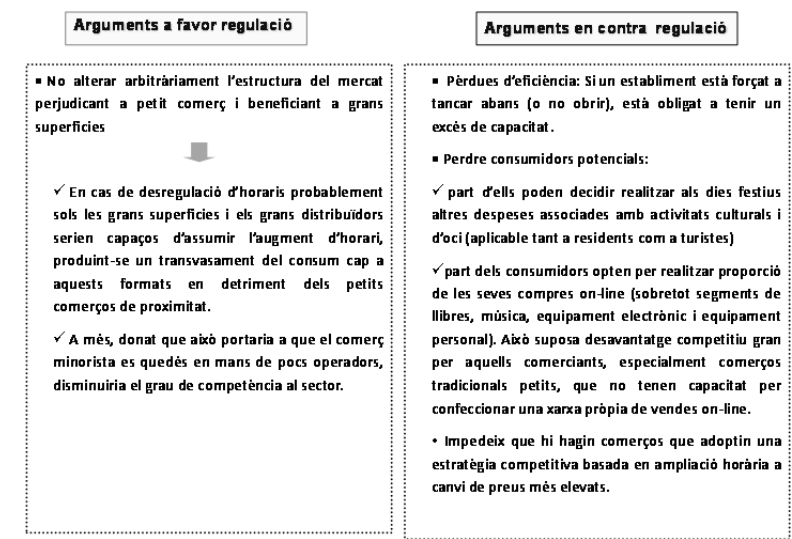 Arguments a favor regulació
▪ No alterar arbitràriament l'estructura del mercat
perjudicant a petit comerç i beneficiant a grans
superfícies
✓ En cas de desregulació d'horaris probablement
sols les grans superfícies i els grans distribuïdors
serien capaços d'assumir l'augment d'horari,
produint-se un transvasament del consum cap a
aquests formats en detriment dels petits
comerços de proximitat.
✓ A més, donat que això portaria a que el comerç
minorista es quedés en mans de pocs operadors,
disminuiria el grau de competència al sector.
Arguments en contra regulació
▪ Pèrdues d'eficiència: Si un establiment està forçat a
tancar abans (o no obrir), està obligat a tenir un
excés de capacitat.
▪ Perdre consumidors potencials:
✓ part d'ells poden decidir realitzar als dies festius
altres despeses associades amb activitats culturals i
d'oci (aplicable tant a residents com a turistes)
✓part dels consumidors opten per realitzar proporció
de les seves compres on-line (sobretot segments de
llibres, música, equipament electrònic i equipament
personal). Això suposa desavantatge competitiu gran
per aquells comerciants, especialment comerços
tradicionals petits, que no tenen capacitat per
confeccionar una xarxa pròpia de vendes on-line.
• Impedeix que hi hagin comerços que adoptin una
estratègia competitiva basada en ampliació horària a
canvi de preus més elevats.